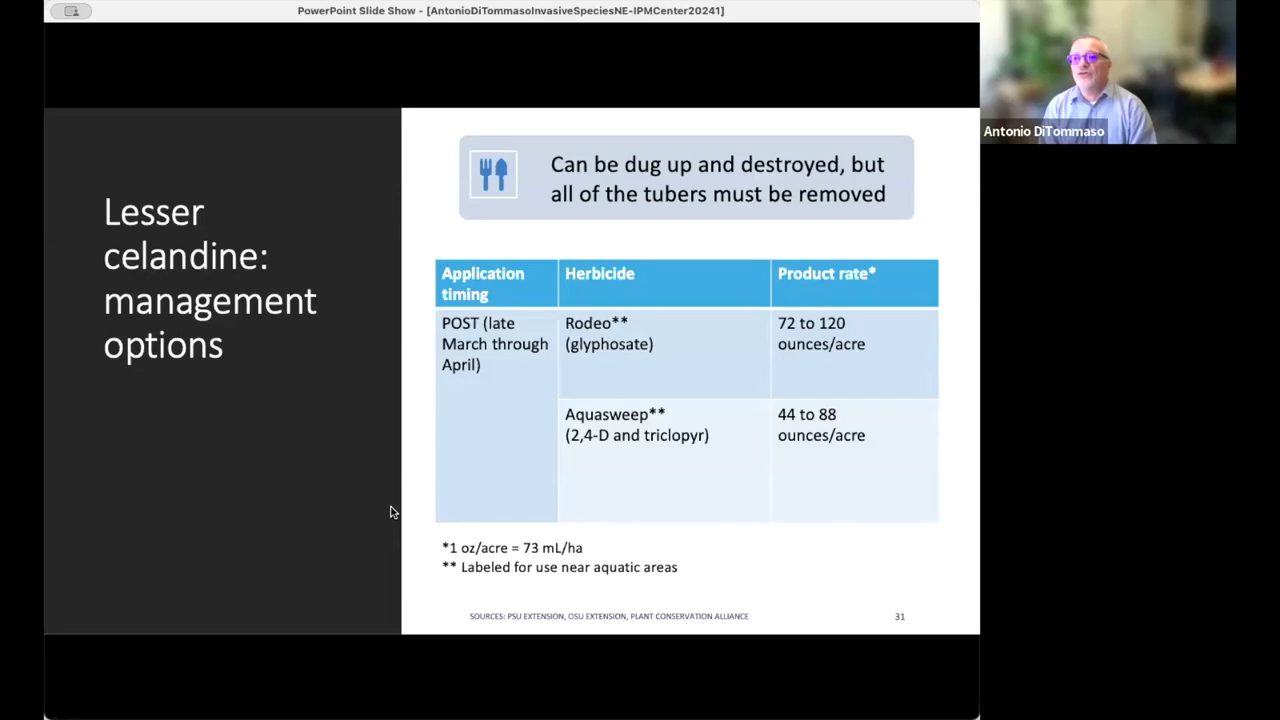 PowerPoint Slide Show - [AntonioDiTommasoInvasiveSpeciesNE-IPMCenter20241]
Antonio DiTommaso
Lesser
celandine:
management
options
Can be dug up and destroyed, but
all of the tubers must be removed
Application
timing
Herbicide
Product rate*
POST (late
March through
April)
Rodeo**
(glyphosate)
72 to 120
ounces/acre
Aquasweep**
(2,4-D and triclopyr)
44 to 88
ounces/acre
*1 oz/acre = 73 mL/ha
** Labeled for use near aquatic areas
SOURCES: PSU EXTENSION, OSU EXTENSION, PLANT CONSERVATION ALLIANCE
31